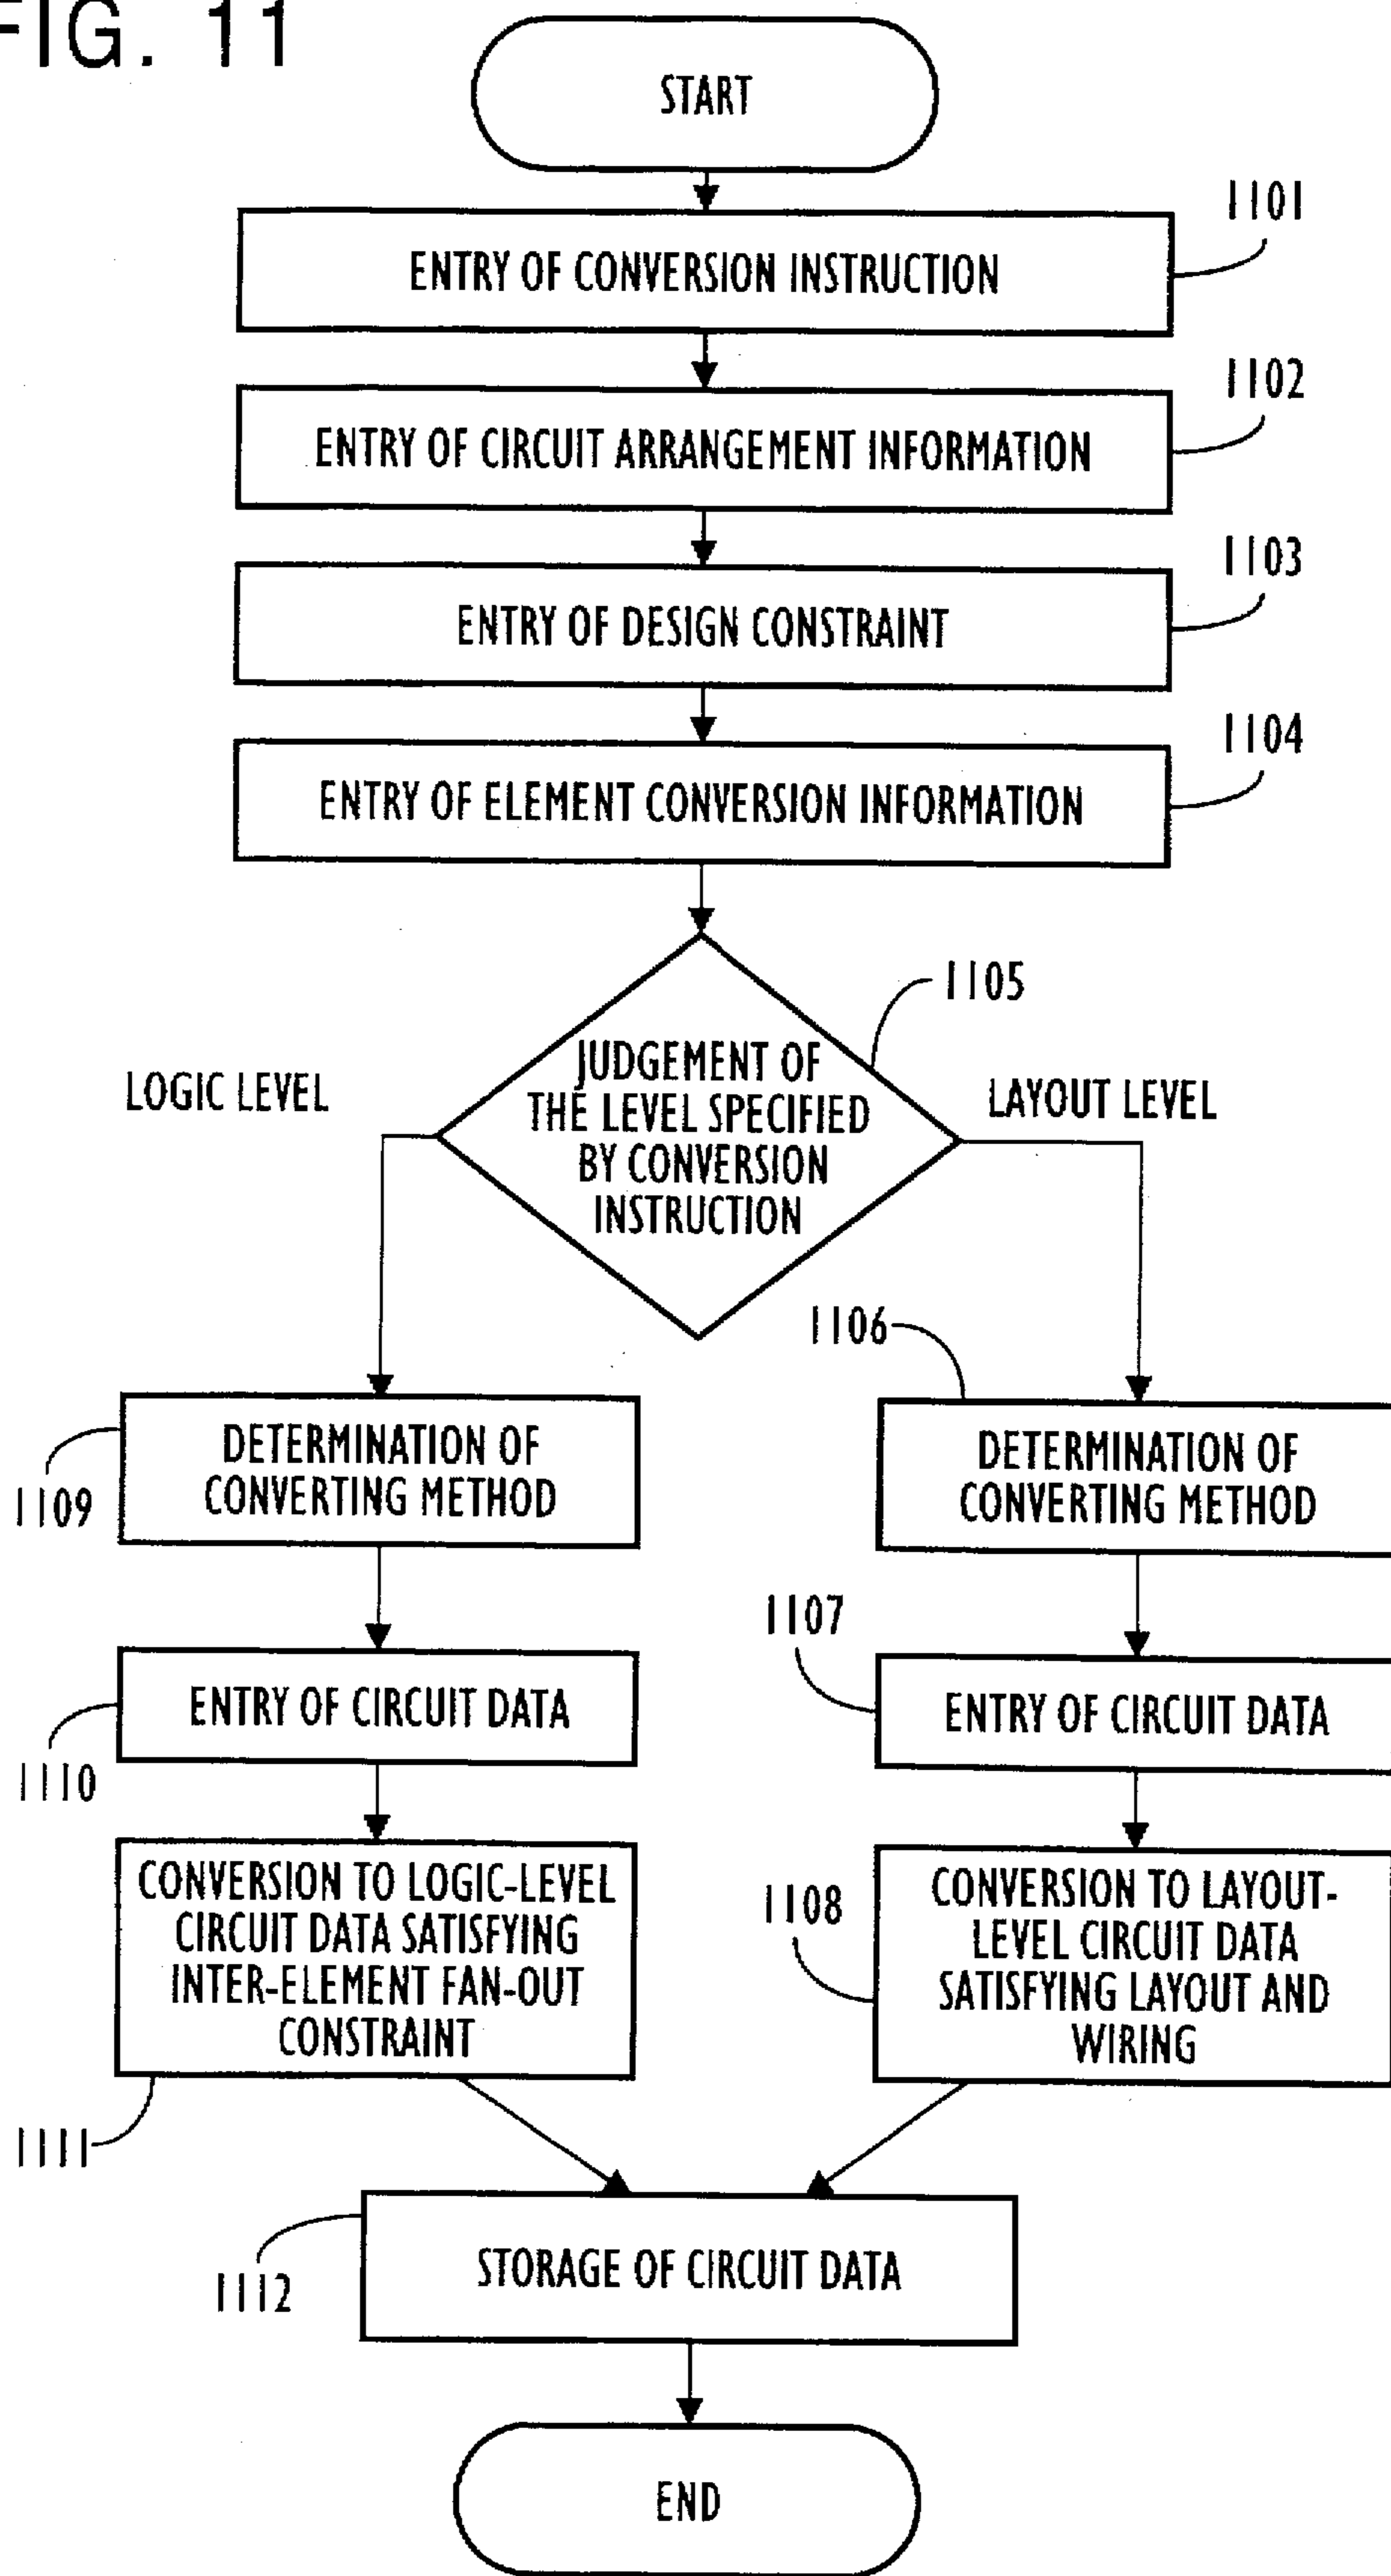 FIG. 11
START
1101
ENTRY OF CONVERSION INSTRUCTION
1102
ENTRY OF CIRCUIT ARRANGEMENT INFORMATION
1103
ENTRY OF DESIGN CONSTRAINT
1104
ENTRY OF ELEMENT CONVERSION INFORMATION
1105
JUDGEMENT OF
THE LEVEL SPECIFIED
BY CONVERSION
INSTRUCTION
LOGIC LEVEL
LAYOUT LEVEL
1109
DETERMINATION OF
CONVERTING METHOD
1110
ENTRY OF CIRCUIT DATA
CONVERSION TO LOGIC-LEVEL
CIRCUIT DATA SATISFYING
INTER-ELEMENT FAN-OUT
CONSTRAINT
1111
1106
DETERMINATION OF
CONVERTING METHOD
1107
ENTRY OF CIRCUIT DATA
1108
CONVERSION TO LAYOUT-
LEVEL CIRCUIT DATA
SATISFYING LAYOUT AND
WIRING
1112
STORAGE OF CIRCUIT DATA
END